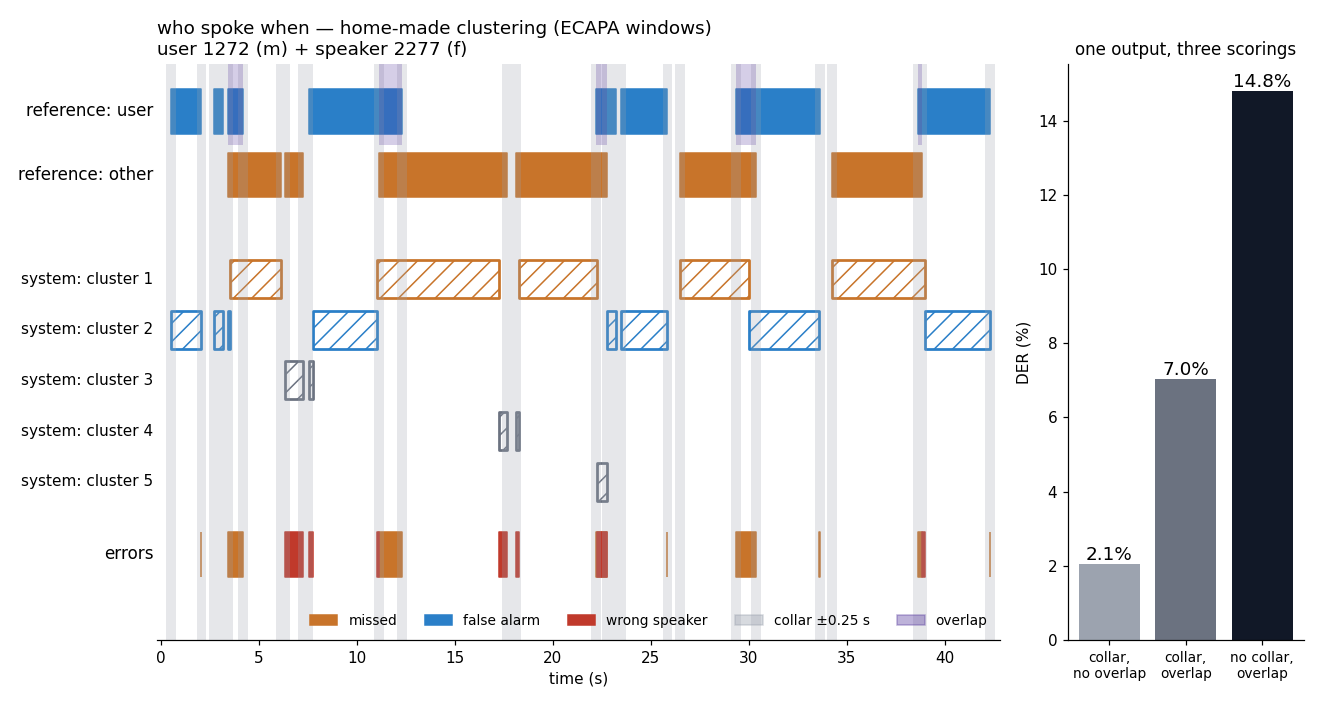 who spoke when — home-made clustering (ECAPA windows)
user 1272 (m) + speaker 2277 (f)
reference: user
reference: other
system: cluster 1
system: cluster 2
system: cluster 3
system: cluster 4
system: cluster 5
errors
missed
false alarm
wrong speaker
collar ±0.25 s
overlap
0
5
10
15
20
25
30
35
40
time (s)
one output, three scorings
DER (%)
14
12
10
8
6
4
2
0
2.1%
7.0%
14.8%
collar,
no overlap
collar,
overlap
no collar,
overlap